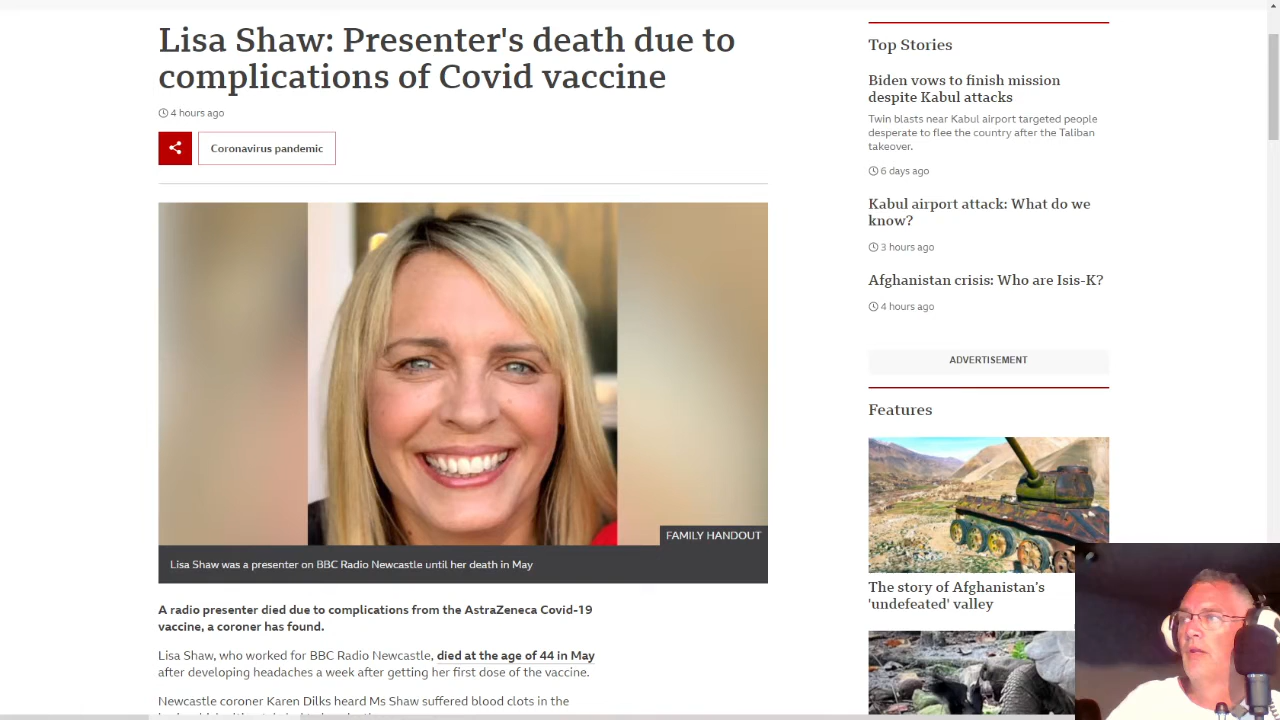 Lisa Shaw: Presenter's death due to
complications of Covid vaccine
4 hours ago
Coronavirus pandemic
FAMILY HANDOUT
Lisa Shaw was a presenter on BBC Radio Newcastle until her death in May
A radio presenter died due to complications from the AstraZeneca Covid-19
vaccine, a coroner has found.
Lisa Shaw, who worked for BBC Radio Newcastle, died at the age of 44 in May
after developing headaches a week after getting her first dose of the vaccine.
Newcastle coroner Karen Dilks heard Ms Shaw suffered blood clots in the
Top Stories
Biden vows to finish mission
despite Kabul attacks
Twin blasts near Kabul airport targeted people
desperate to flee the country after the Taliban
takeover.
6 days ago
Kabul airport attack: What do we
know?
3 hours ago
Afghanistan crisis: Who are Isis-K?
4 hours ago
ADVERTISEMENT
Features
The story of Afghanistan's
'undefeated' valley